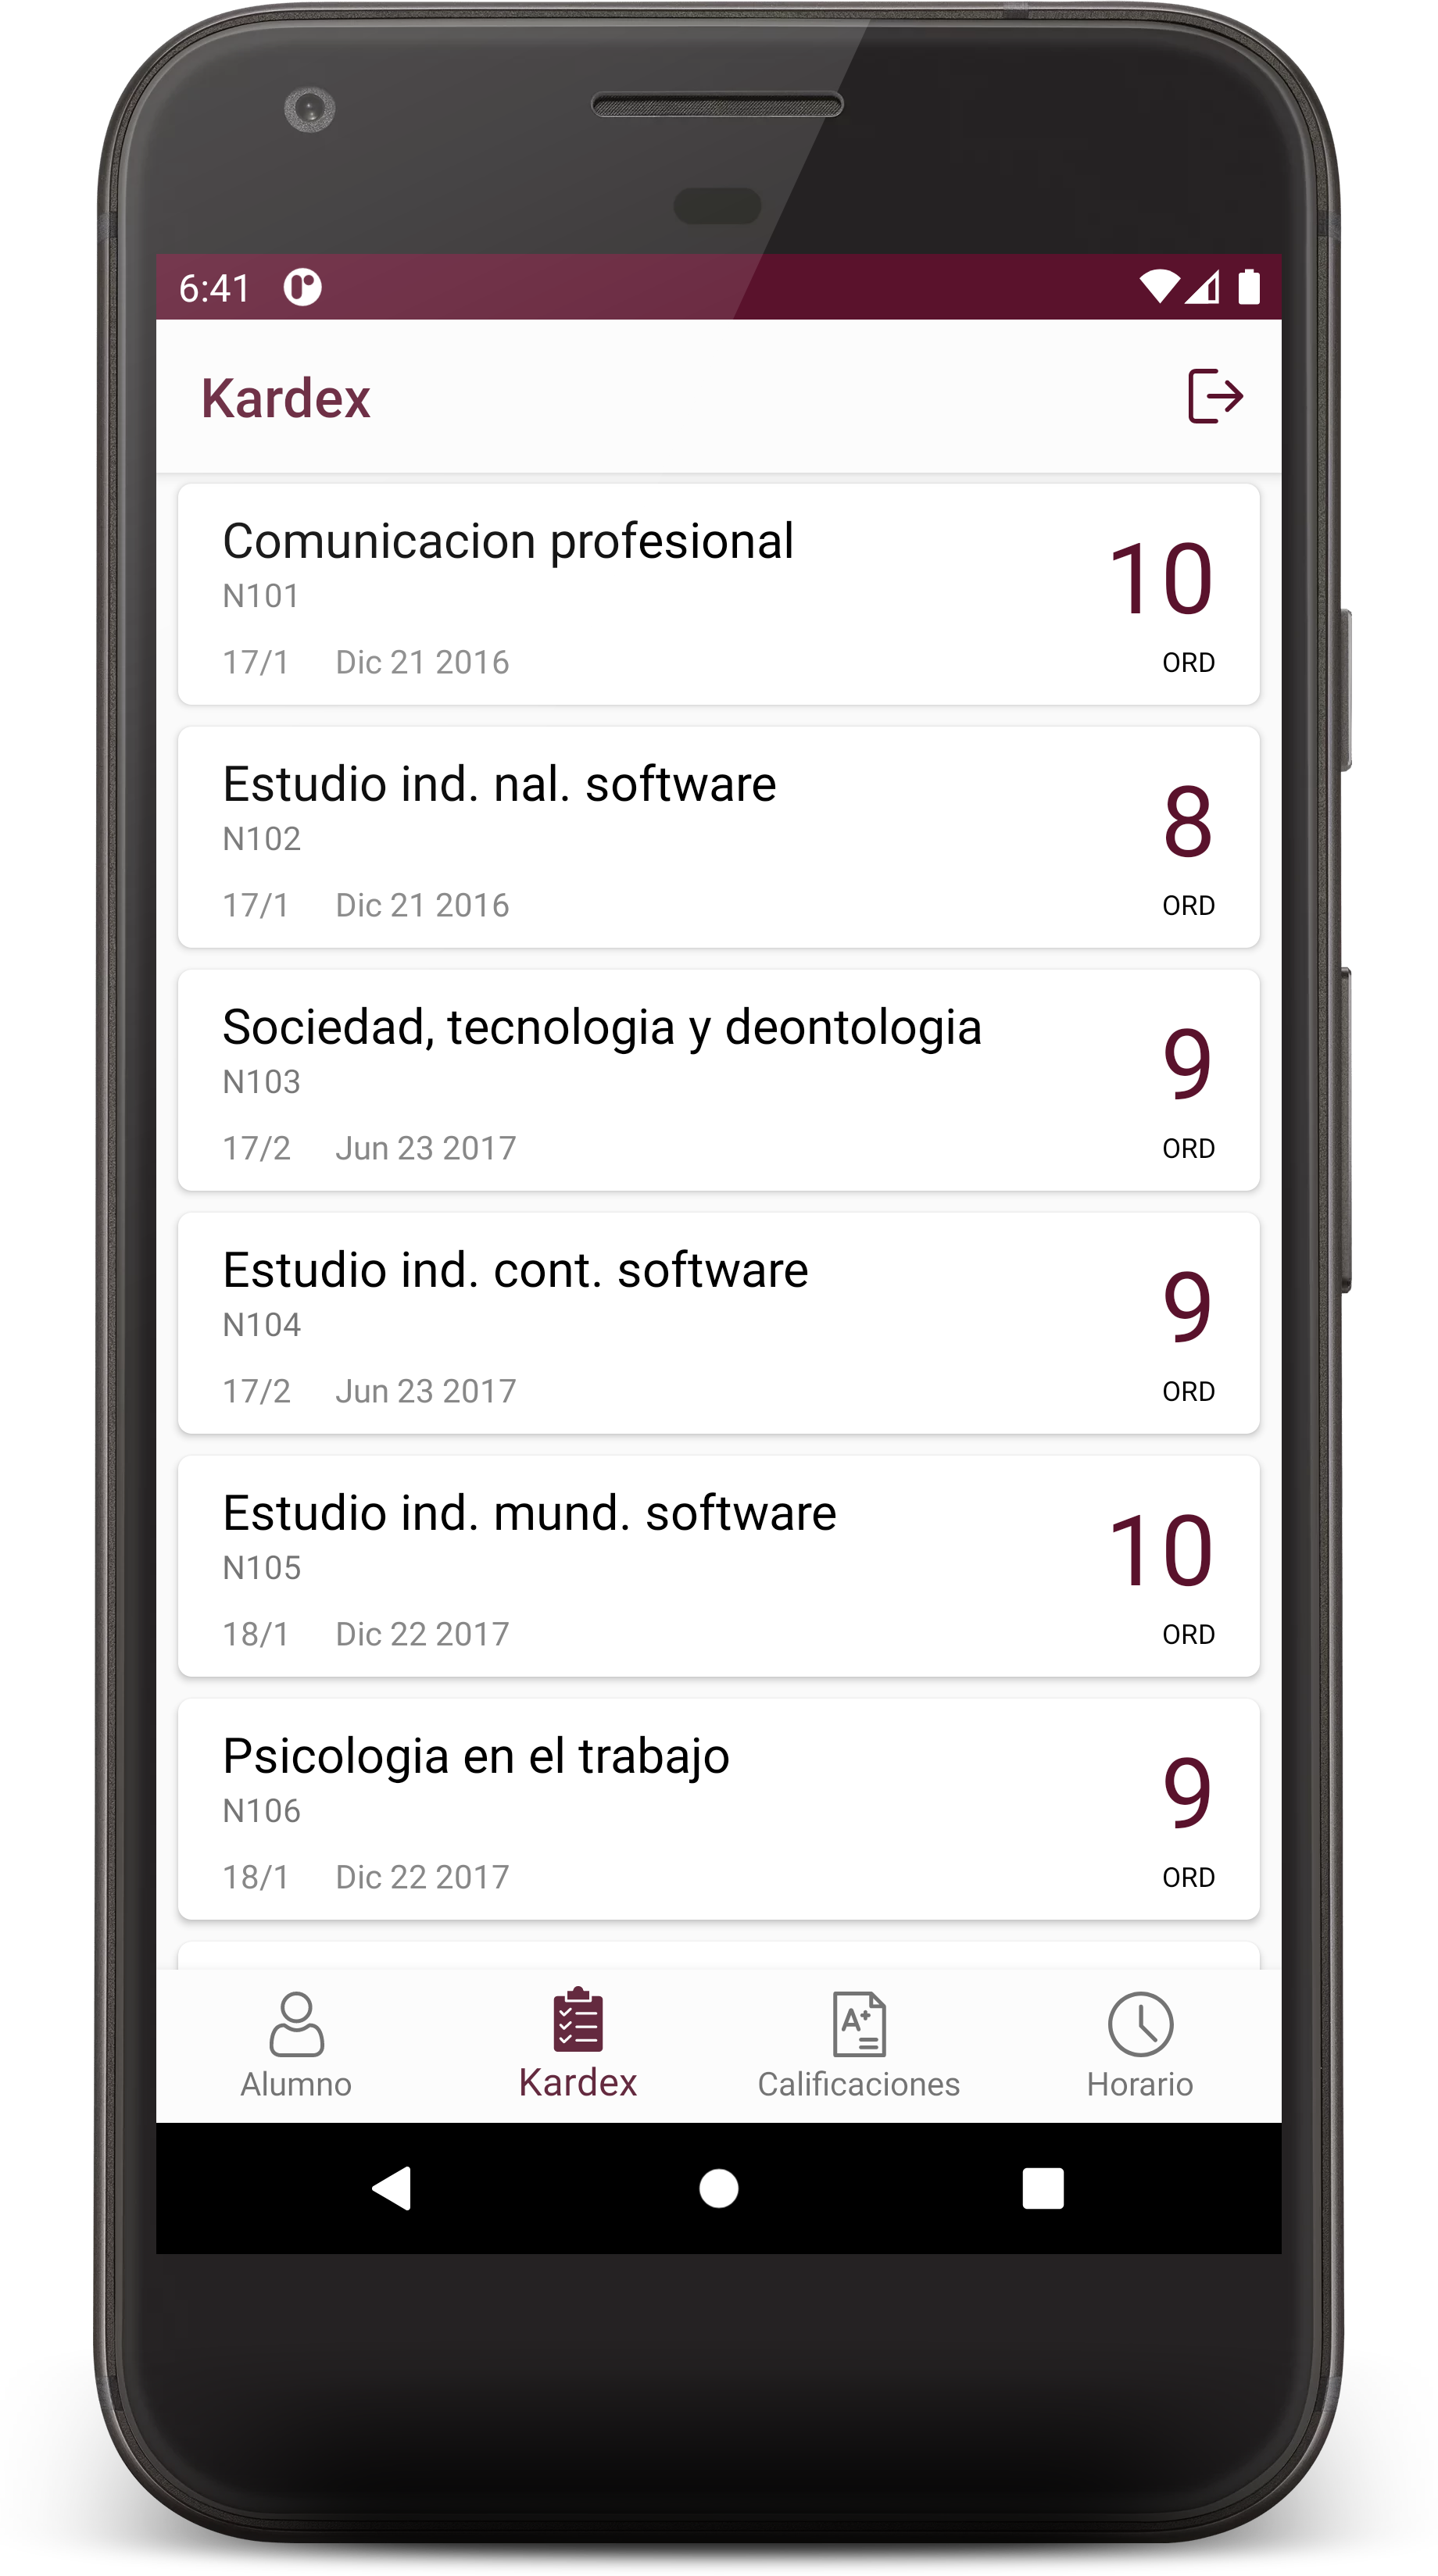 6:41
Kardex
Comunicacion profesional
N101
10
17/1 Dic 21 2016
ORD
Estudio ind. nal. software
N102
8
17/1 Dic 21 2016
ORD
Sociedad, tecnologia y deontologia
N103
9
17/2 Jun 23 2017
ORD
Estudio ind. cont. software
N104
9
17/2 Jun 23 2017
ORD
Estudio ind. mund. software
N105
10
18/1 Dic 22 2017
ORD
Psicologia en el trabajo
N106
9
18/1 Dic 22 2017
ORD
A+
Alumno Kardex Calificaciones Horario